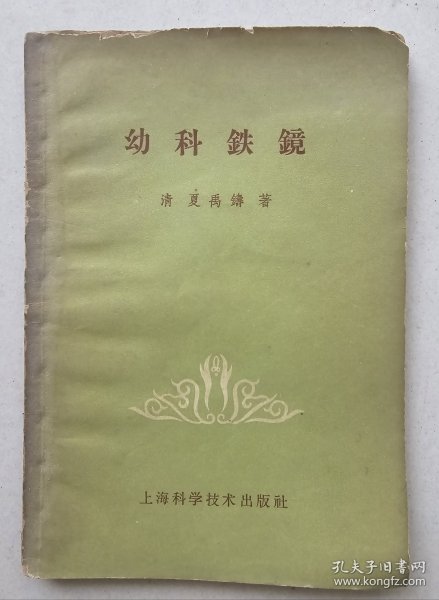 幼科鉄鏡
清 夏禹鑄 著
上海科学技术出版社
孔夫子旧书网
www.kongfz.com